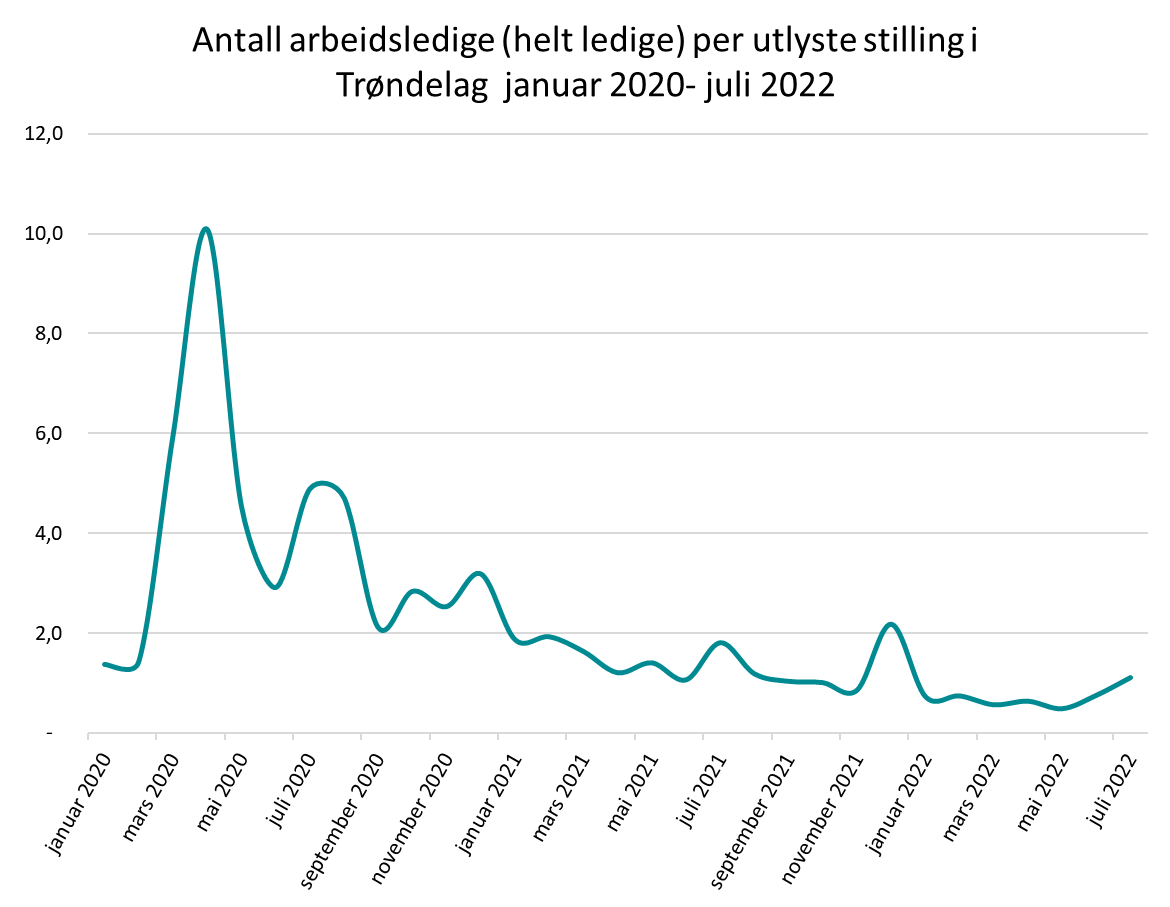 Antall arbeidsledige (helt ledige) per utlyste stilling i
Trøndelag  januar 2020- juli 2022
12,0
10,0
8,0
6,0
4,0
2,0
-
januar 2020
mars 2020
mai 2020
juli 2020
september 2020
november 2020
januar 2021
mars 2021
mai 2021
juli 2021
september 2021
november 2021
januar 2022
mars 2022
mai 2022
juli 2022